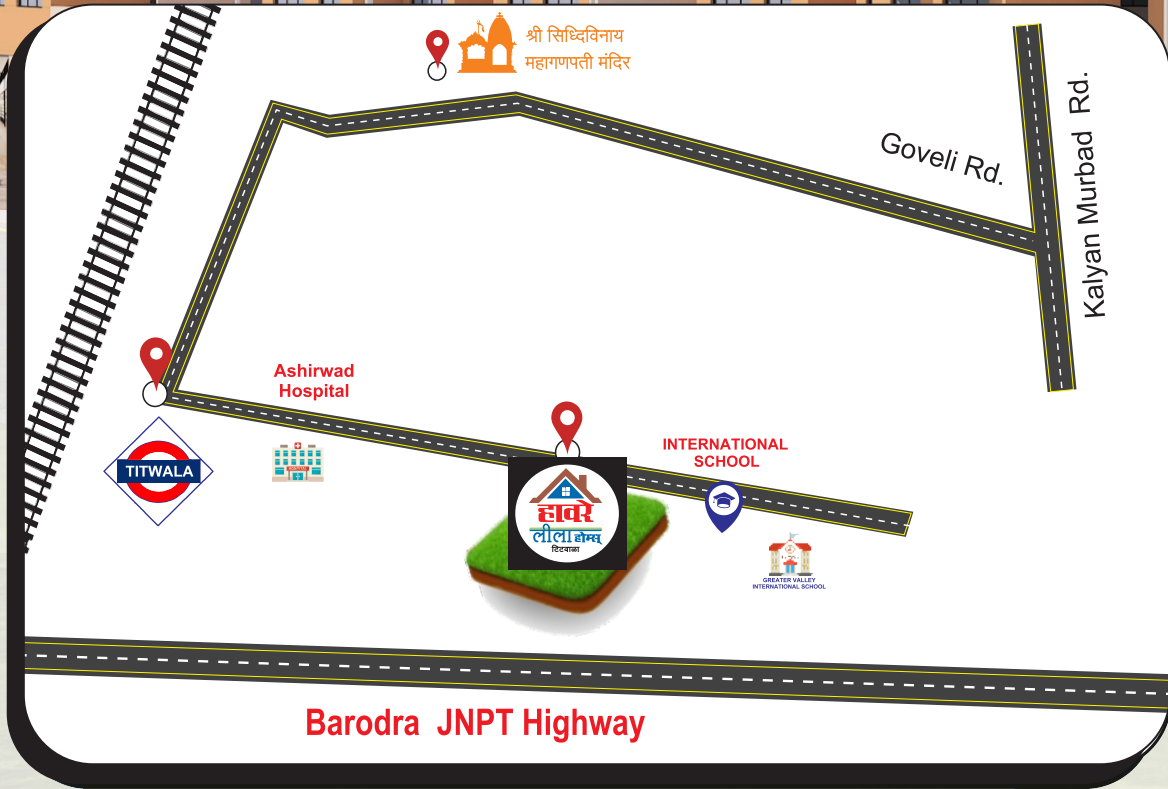 श्री सिध्दिविनाय
महागणपती मंदिर
Goveli Rd.
Kalyan Murbad Rd.
Ashirwad
Hospital
HOSPITAL
TITWALA
INTERNATIONAL
SCHOOL
हावरे
लीला होम्स्
टिटवाळा
GREATER VALLEY
INTERNATIONAL SCHOOL
Barodra JNPT Highway